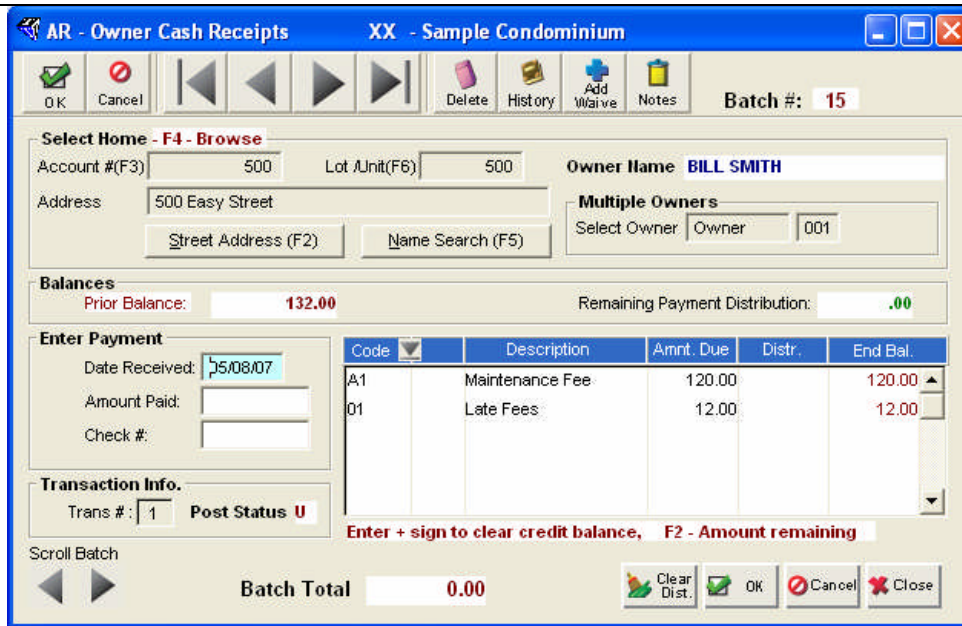 AR - Owner Cash Receipts XX - Sample Condominium
OK Cancel Delete History Add Waive Notes Batch #: 15
Select Home - F4 - Browse
Account #(F3) 500 Lot /Unit(F6) 500 Owner Name BILL SMITH
Address 500 Easy Street Multiple Owners
Street Address (F2) Name Search (F5) Select Owner Owner 001
Balances
Prior Balance: 132.00 Remaining Payment Distribution: .00
Enter Payment
Date Received: 05/08/07
Amount Paid:
Check #:
Code Description Amnt. Due Distr. End Bal.
A1 Maintenance Fee 120.00 120.00
01 Late Fees 12.00 12.00
Transaction Info.
Trans #: 1 Post Status U
Enter + sign to clear credit balance, F2 - Amount remaining
Scroll Batch
Batch Total 0.00 Clear Dist. OK Cancel Close